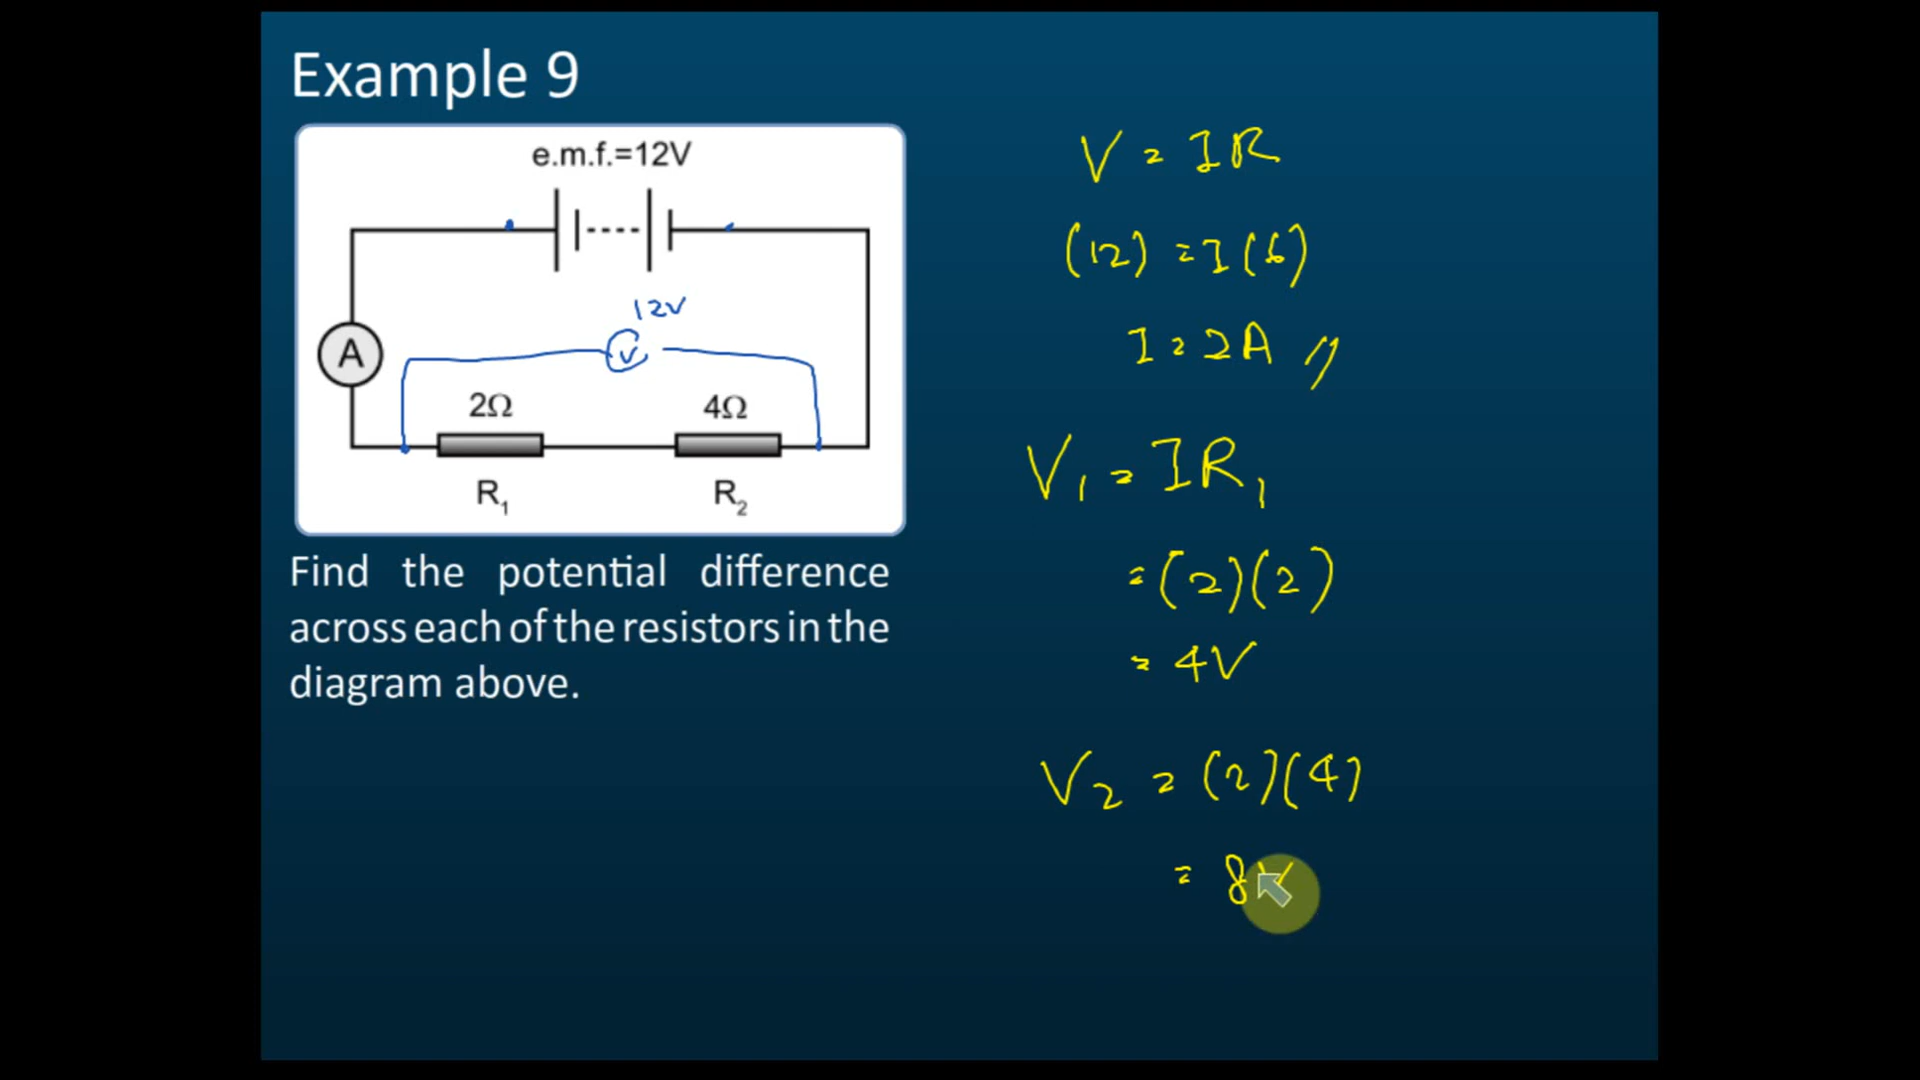 Example 9
e.m.f.=12V
12V
A
V
2Ω
4Ω
R₁
R₂
Find the potential difference
across each of the resistors in the
diagram above.
V = IR
(12) = I(6)
I = 2A //
V₁ = IR₁
= (2)(2)
= 4V
V₂ = (2)(4)
= 8V